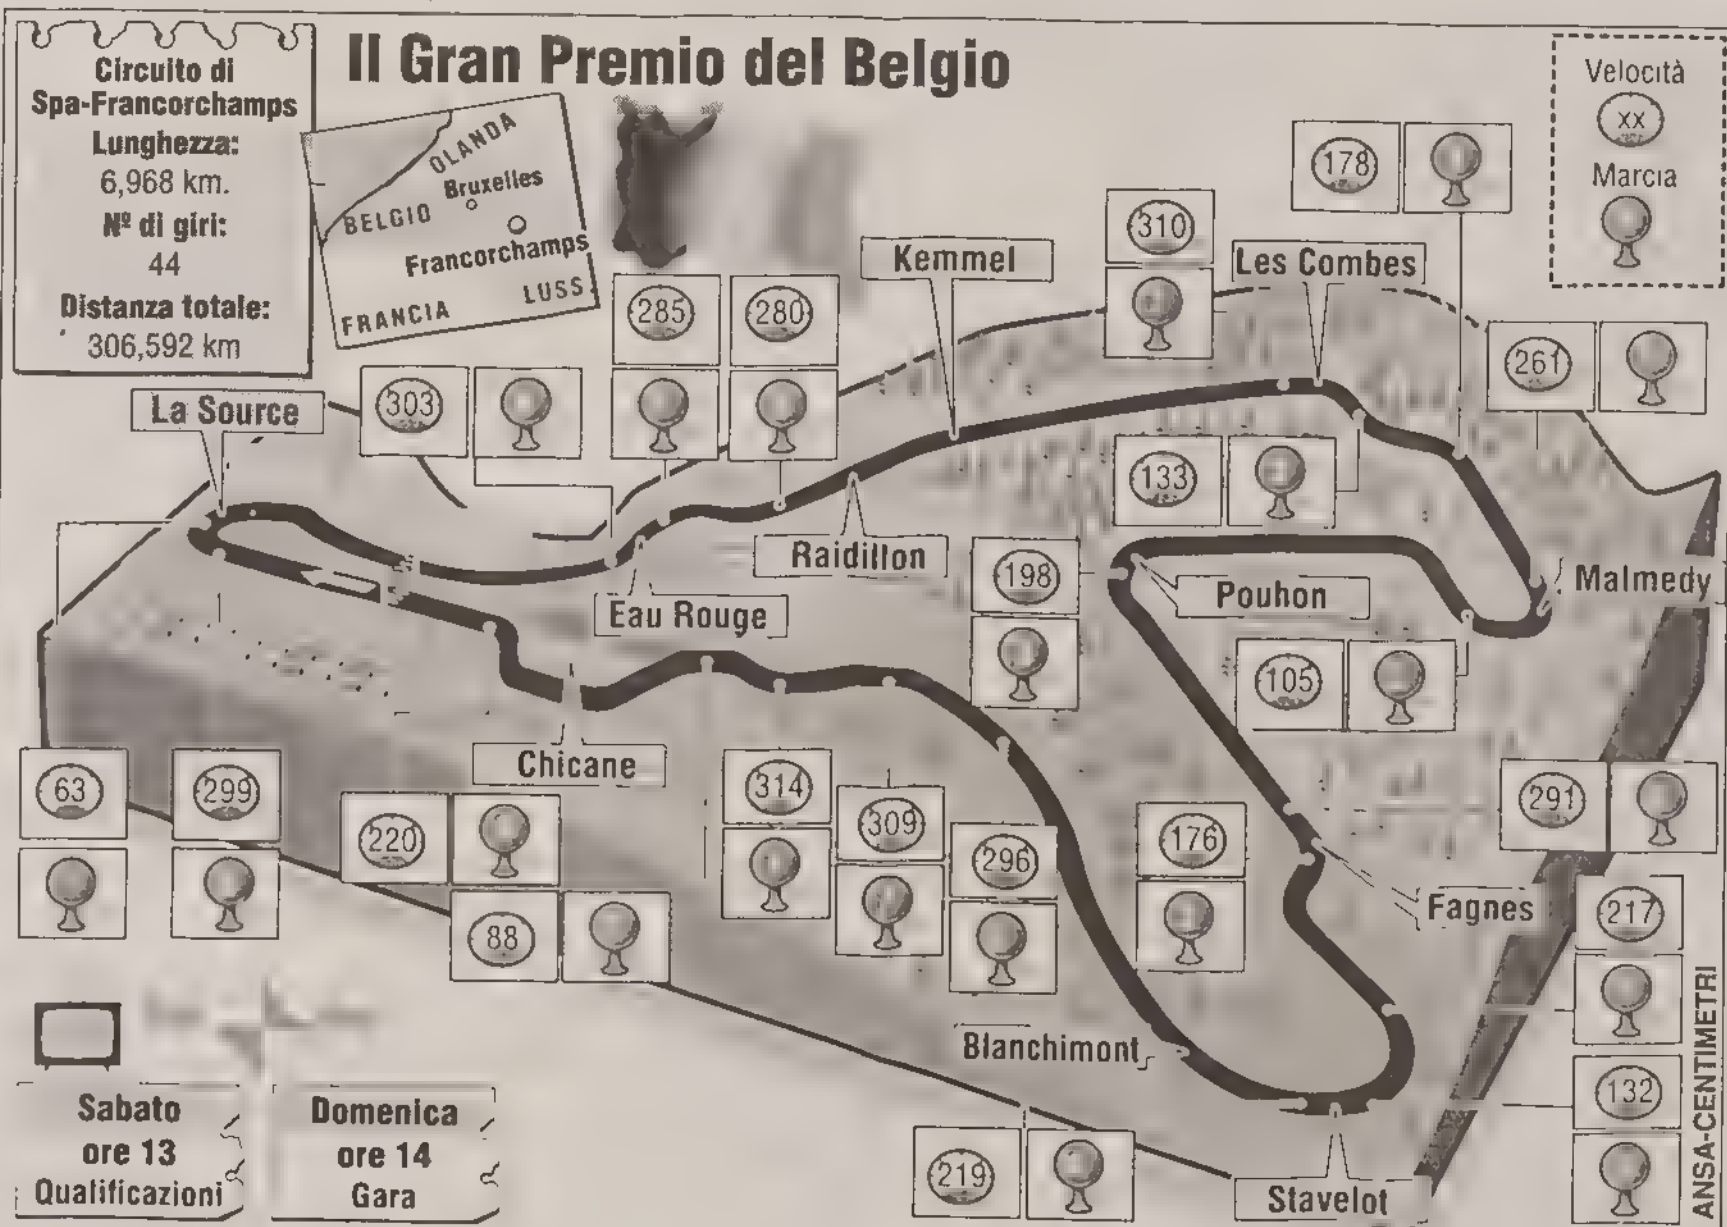 Il Gran Premio del Belgio
Circuito di
Spa-Francorchamps
Lunghezza:
6,968 km.
Nº di giri:
44
Distanza totale:
306,592 km
OLANDA
Bruxelles
BELGIO
Francorchamps
LUSS.
FRANCIA
Velocità
xx
Marcia
178
310
Kemmel
Les Combes
285
280
261
303
La Source
133
Raidillon
198
Pouhon
Malmedy
Eau Rouge
105
Chicane
63
299
220
88
314
309
296
176
291
Fagnes
217
Blanchimont
132
219
Stavelot
Sabato
ore 13
Qualificazioni
Domenica
ore 14
Gara
ANSA-CENTIMETRI